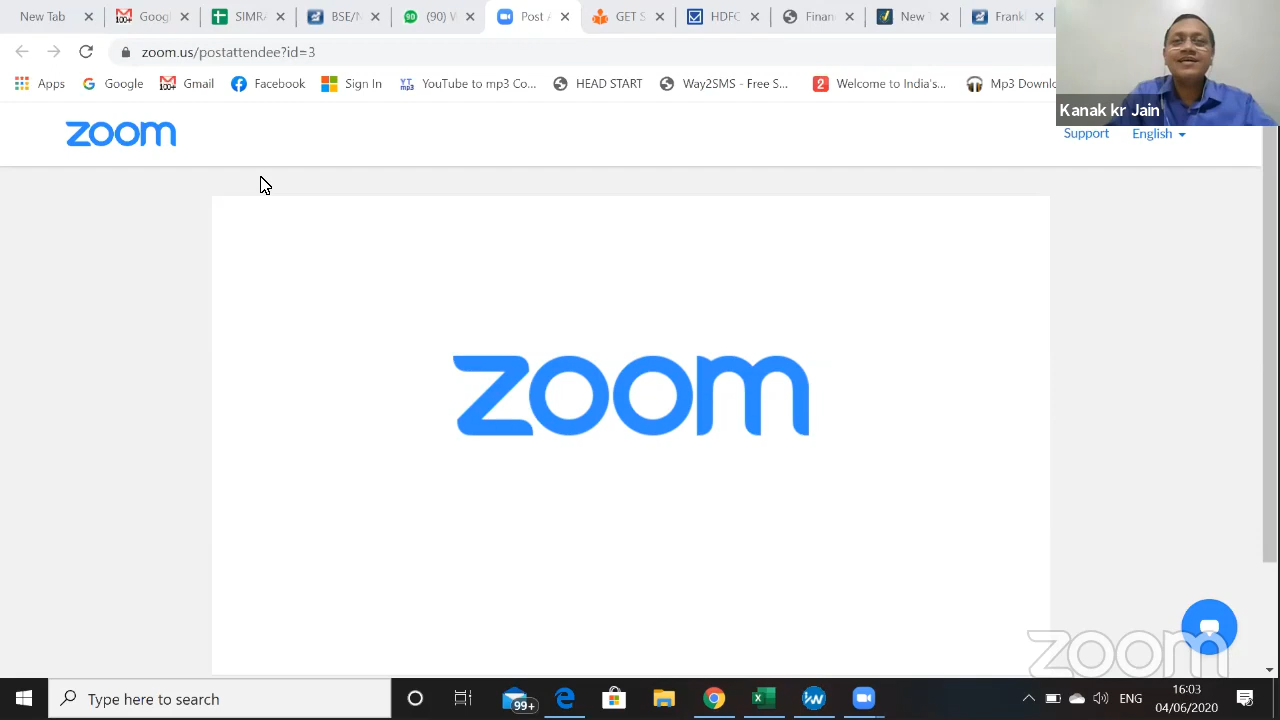 New Tab Googl SIMRA BSE/N (90) W Post A GET S HDFC Finan New T Frank
zoom.us/postattendee?id=3
Apps Google Gmail Facebook Sign In YouTube to mp3 Co... HEAD START Way2SMS - Free S... Welcome to India's... Mp3 Downlo
Kanak kr Jain
zoom
Support English
zoom
zoom
Type here to search
99+
ENG
16:03
04/06/2020